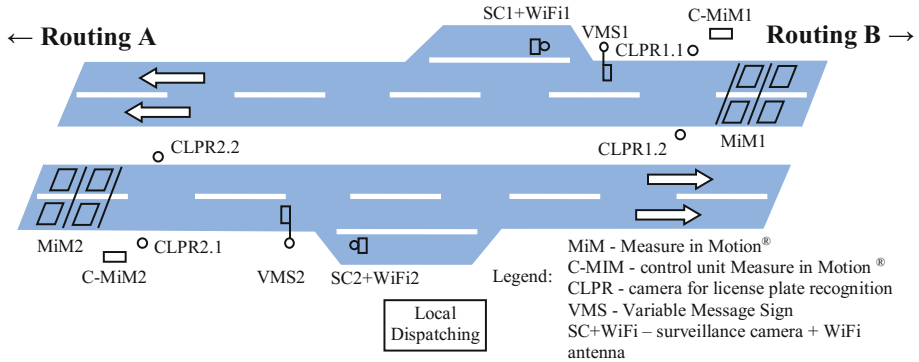 ← Routing A
SC1+WiFi1
VMS1
C-MiM1
CLPR1.1
Routing B →
MiM1
CLPR1.2
CLPR2.2
MiM2
C-MiM2
CLPR2.1
VMS2
SC2+WiFi2
Local
Dispatching
Legend:
MiM - Measure in Motion®
C-MIM - control unit Measure in Motion ®
CLPR - camera for license plate recognition
VMS - Variable Message Sign
SC+WiFi – surveillance camera + WiFi
antenna